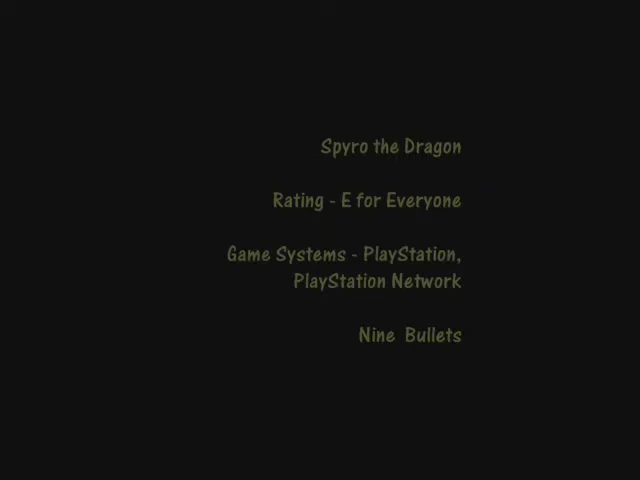 Spyro the Dragon
Rating - E for Everyone
Game Systems - PlayStation,
PlayStation Network
Nine Bullets